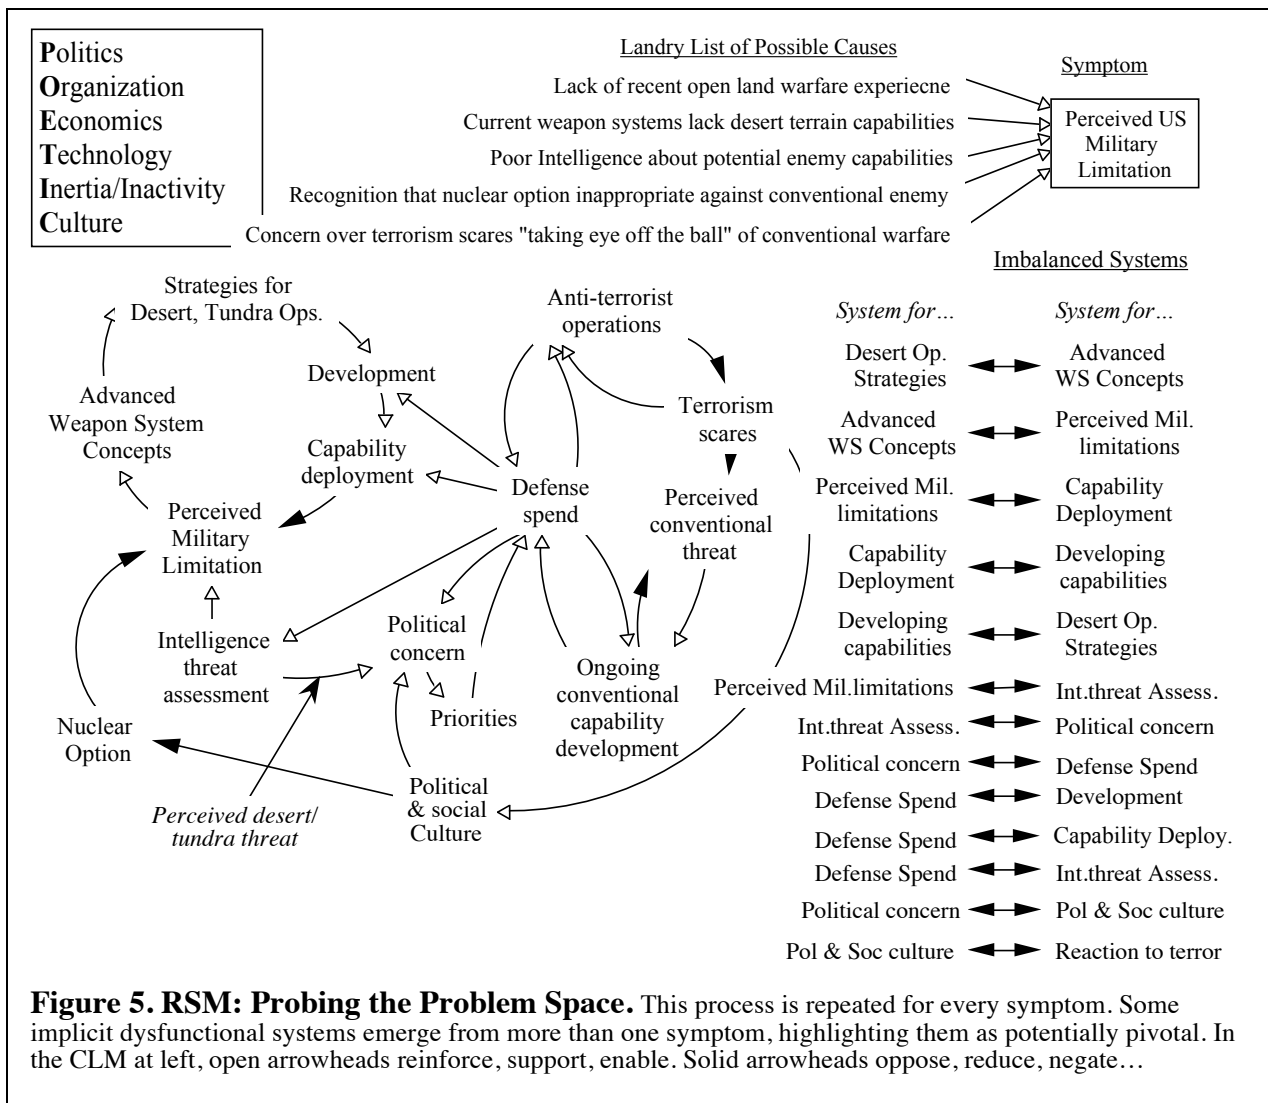 Politics
Organization
Economics
Technology
Inertia/Inactivity
Culture
Landry List of Possible Causes
Lack of recent open land warfare experiecne
Current weapon systems lack desert terrain capabilities
Poor Intelligence about potential enemy capabilities
Recognition that nuclear option inappropriate against conventional enemy
Concern over terrorism scares "taking eye off the ball" of conventional warfare
Symptom
Perceived US
Military
Limitation
Strategies for
Desert, Tundra Ops.
Development
Advanced
Weapon System
Concepts
Capability
deployment
Perceived
Military
Limitation
Intelligence
threat
assessment
Nuclear
Option
Perceived desert/
tundra threat
Anti-terrorist
operations
Terrorism
scares
Defense
spend
Perceived
conventional
threat
Political
concern
Priorities
Ongoing
conventional
capability
development
Political
& social
Culture
Imbalanced Systems
System for… System for…
Desert Op. Advanced
Strategies WS Concepts
Advanced Perceived Mil.
WS Concepts limitations
Perceived Mil. Capability
limitations Deployment
Capability Developing
Deployment capabilities
Developing Desert Op.
capabilities Strategies
Perceived Mil.limitations Int.threat Assess.
Int.threat Assess. Political concern
Political concern Defense Spend
Defense Spend Development
Defense Spend Capability Deploy.
Defense Spend Int.threat Assess.
Political concern Pol & Soc culture
Pol & Soc culture Reaction to terror
Figure 5. RSM: Probing the Problem Space. This process is repeated for every symptom. Some
implicit dysfunctional systems emerge from more than one symptom, highlighting them as potentially pivotal. In
the CLM at left, open arrowheads reinforce, support, enable. Solid arrowheads oppose, reduce, negate…